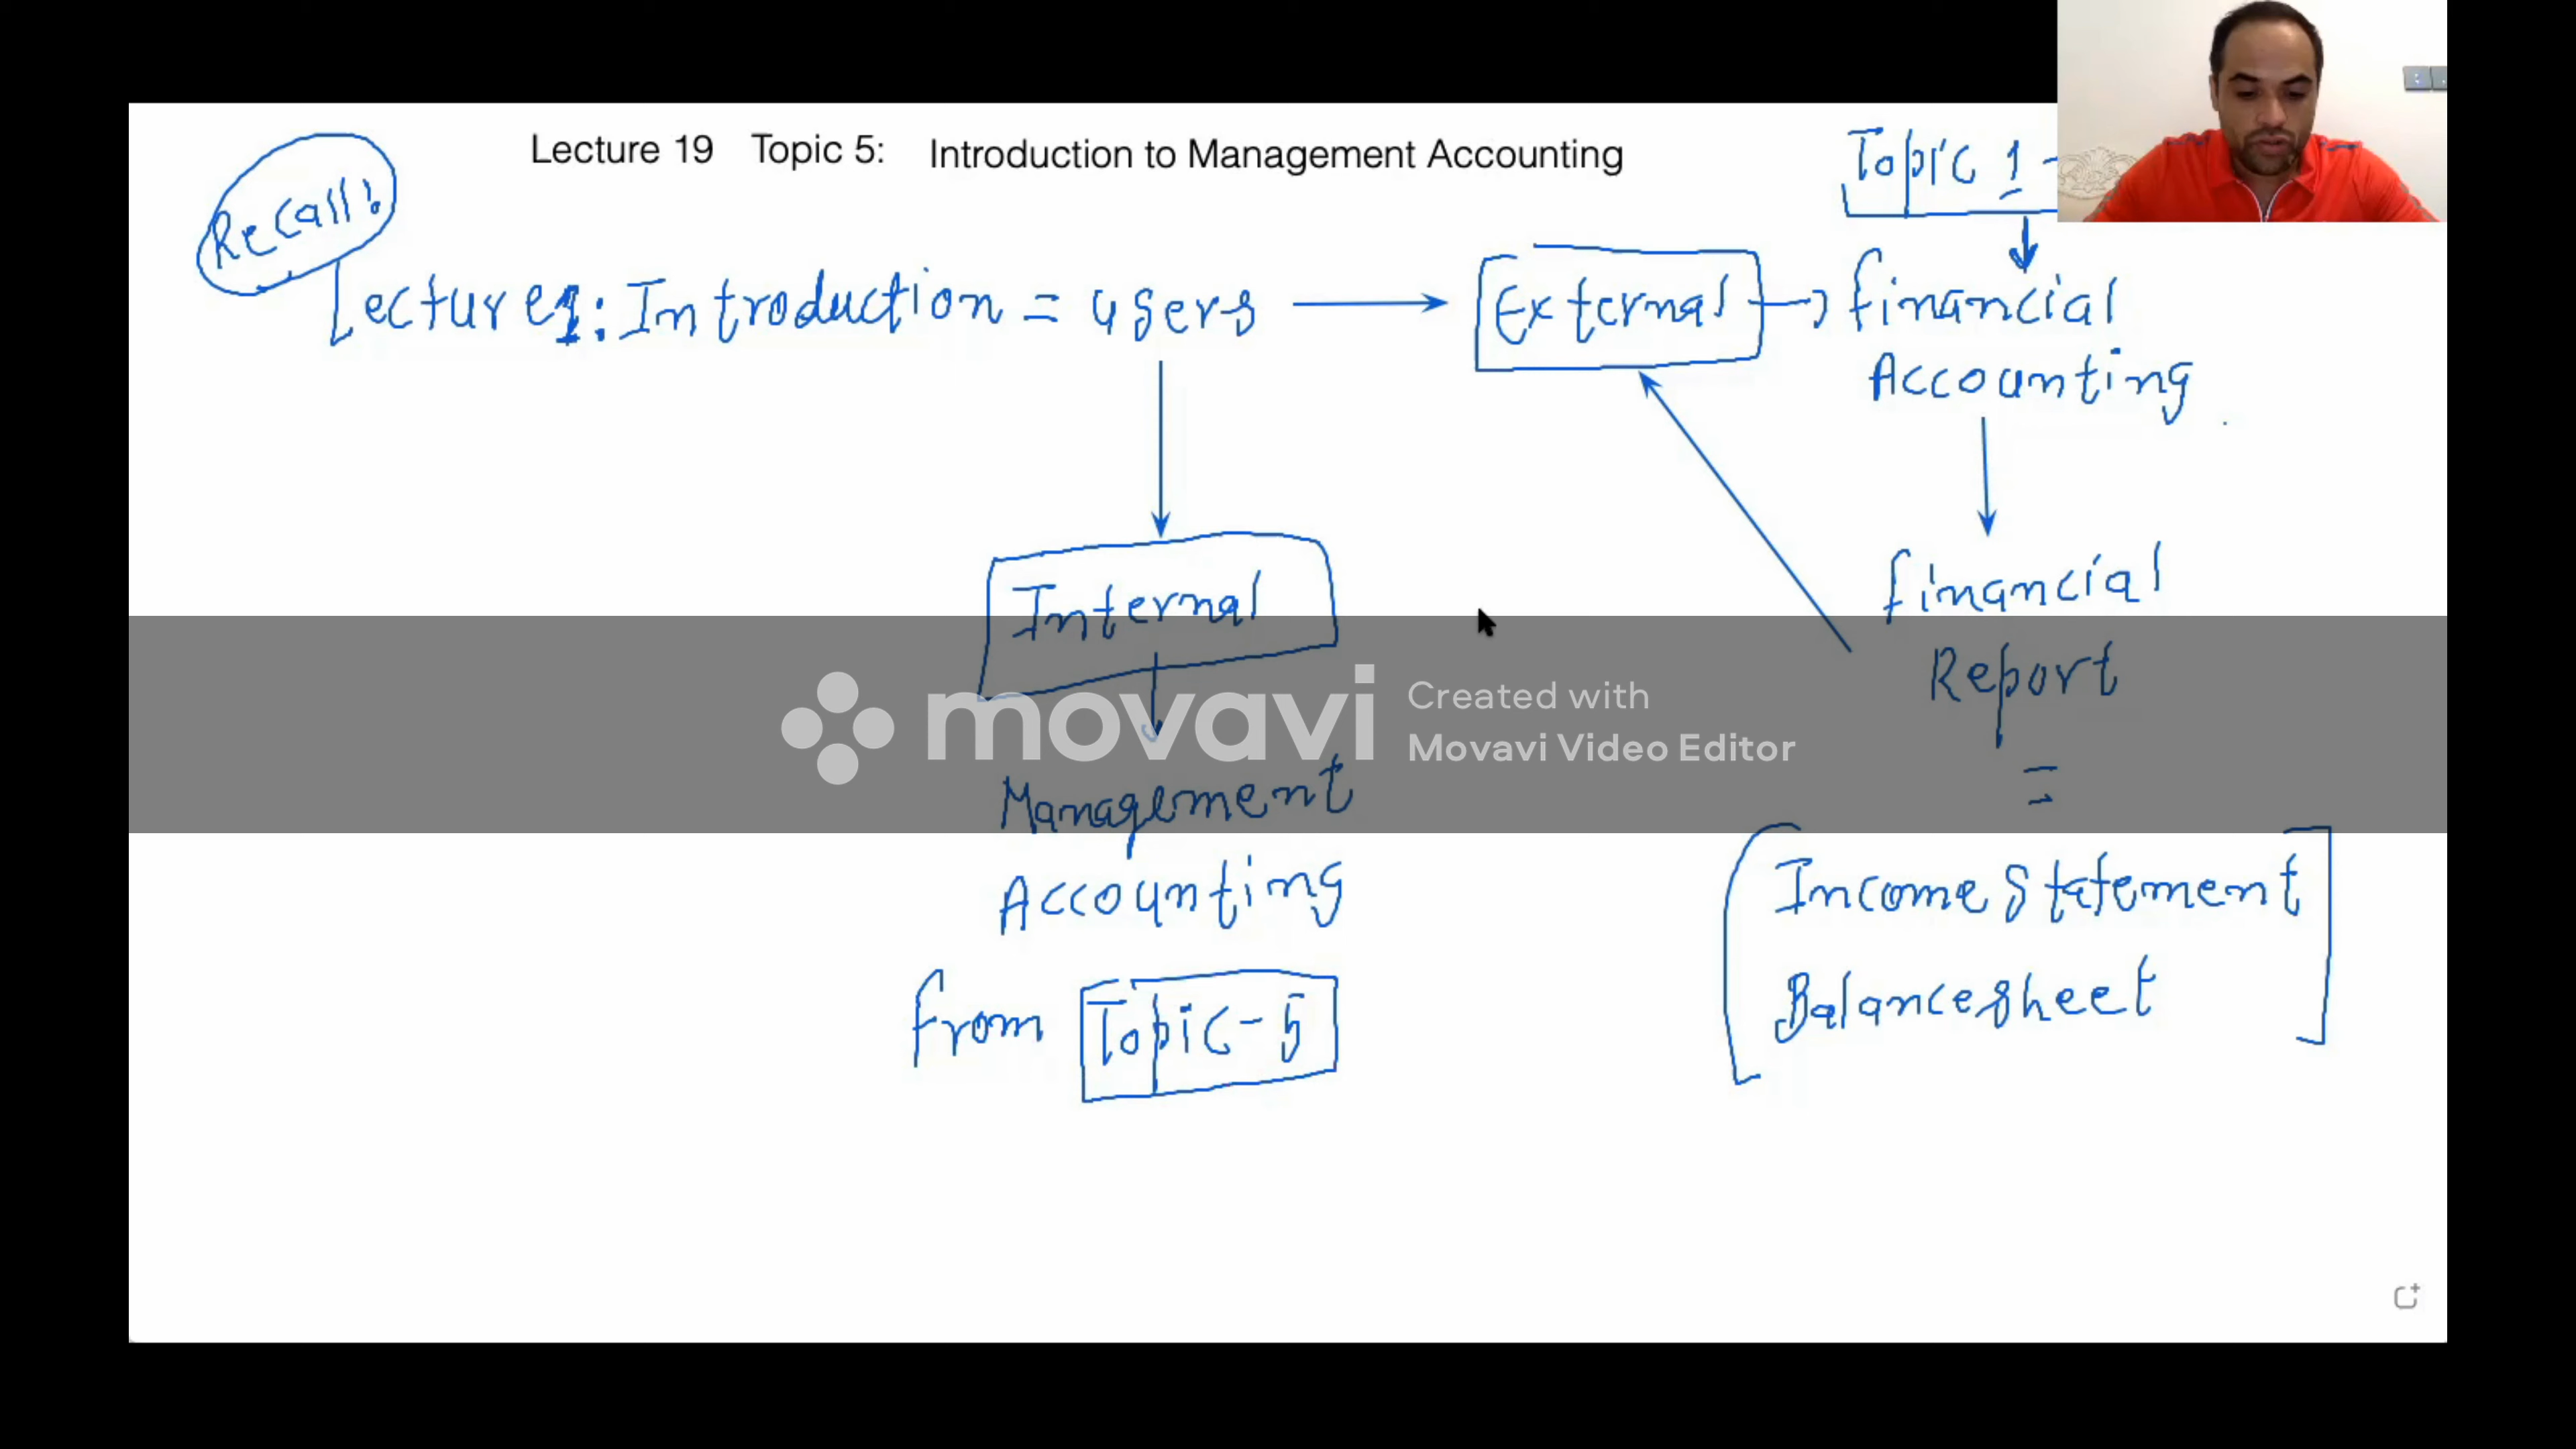 Lecture 19 Topic 5: Introduction to Management Accounting
Topic 1 -
Recall!
Lecture 1: Introduction = users
External
financial
Accounting
Internal
financial
Report
=
movavi
Created with
Movavi Video Editor
Management
Accounting
Income Statement
Balancesheet
from Topic-5